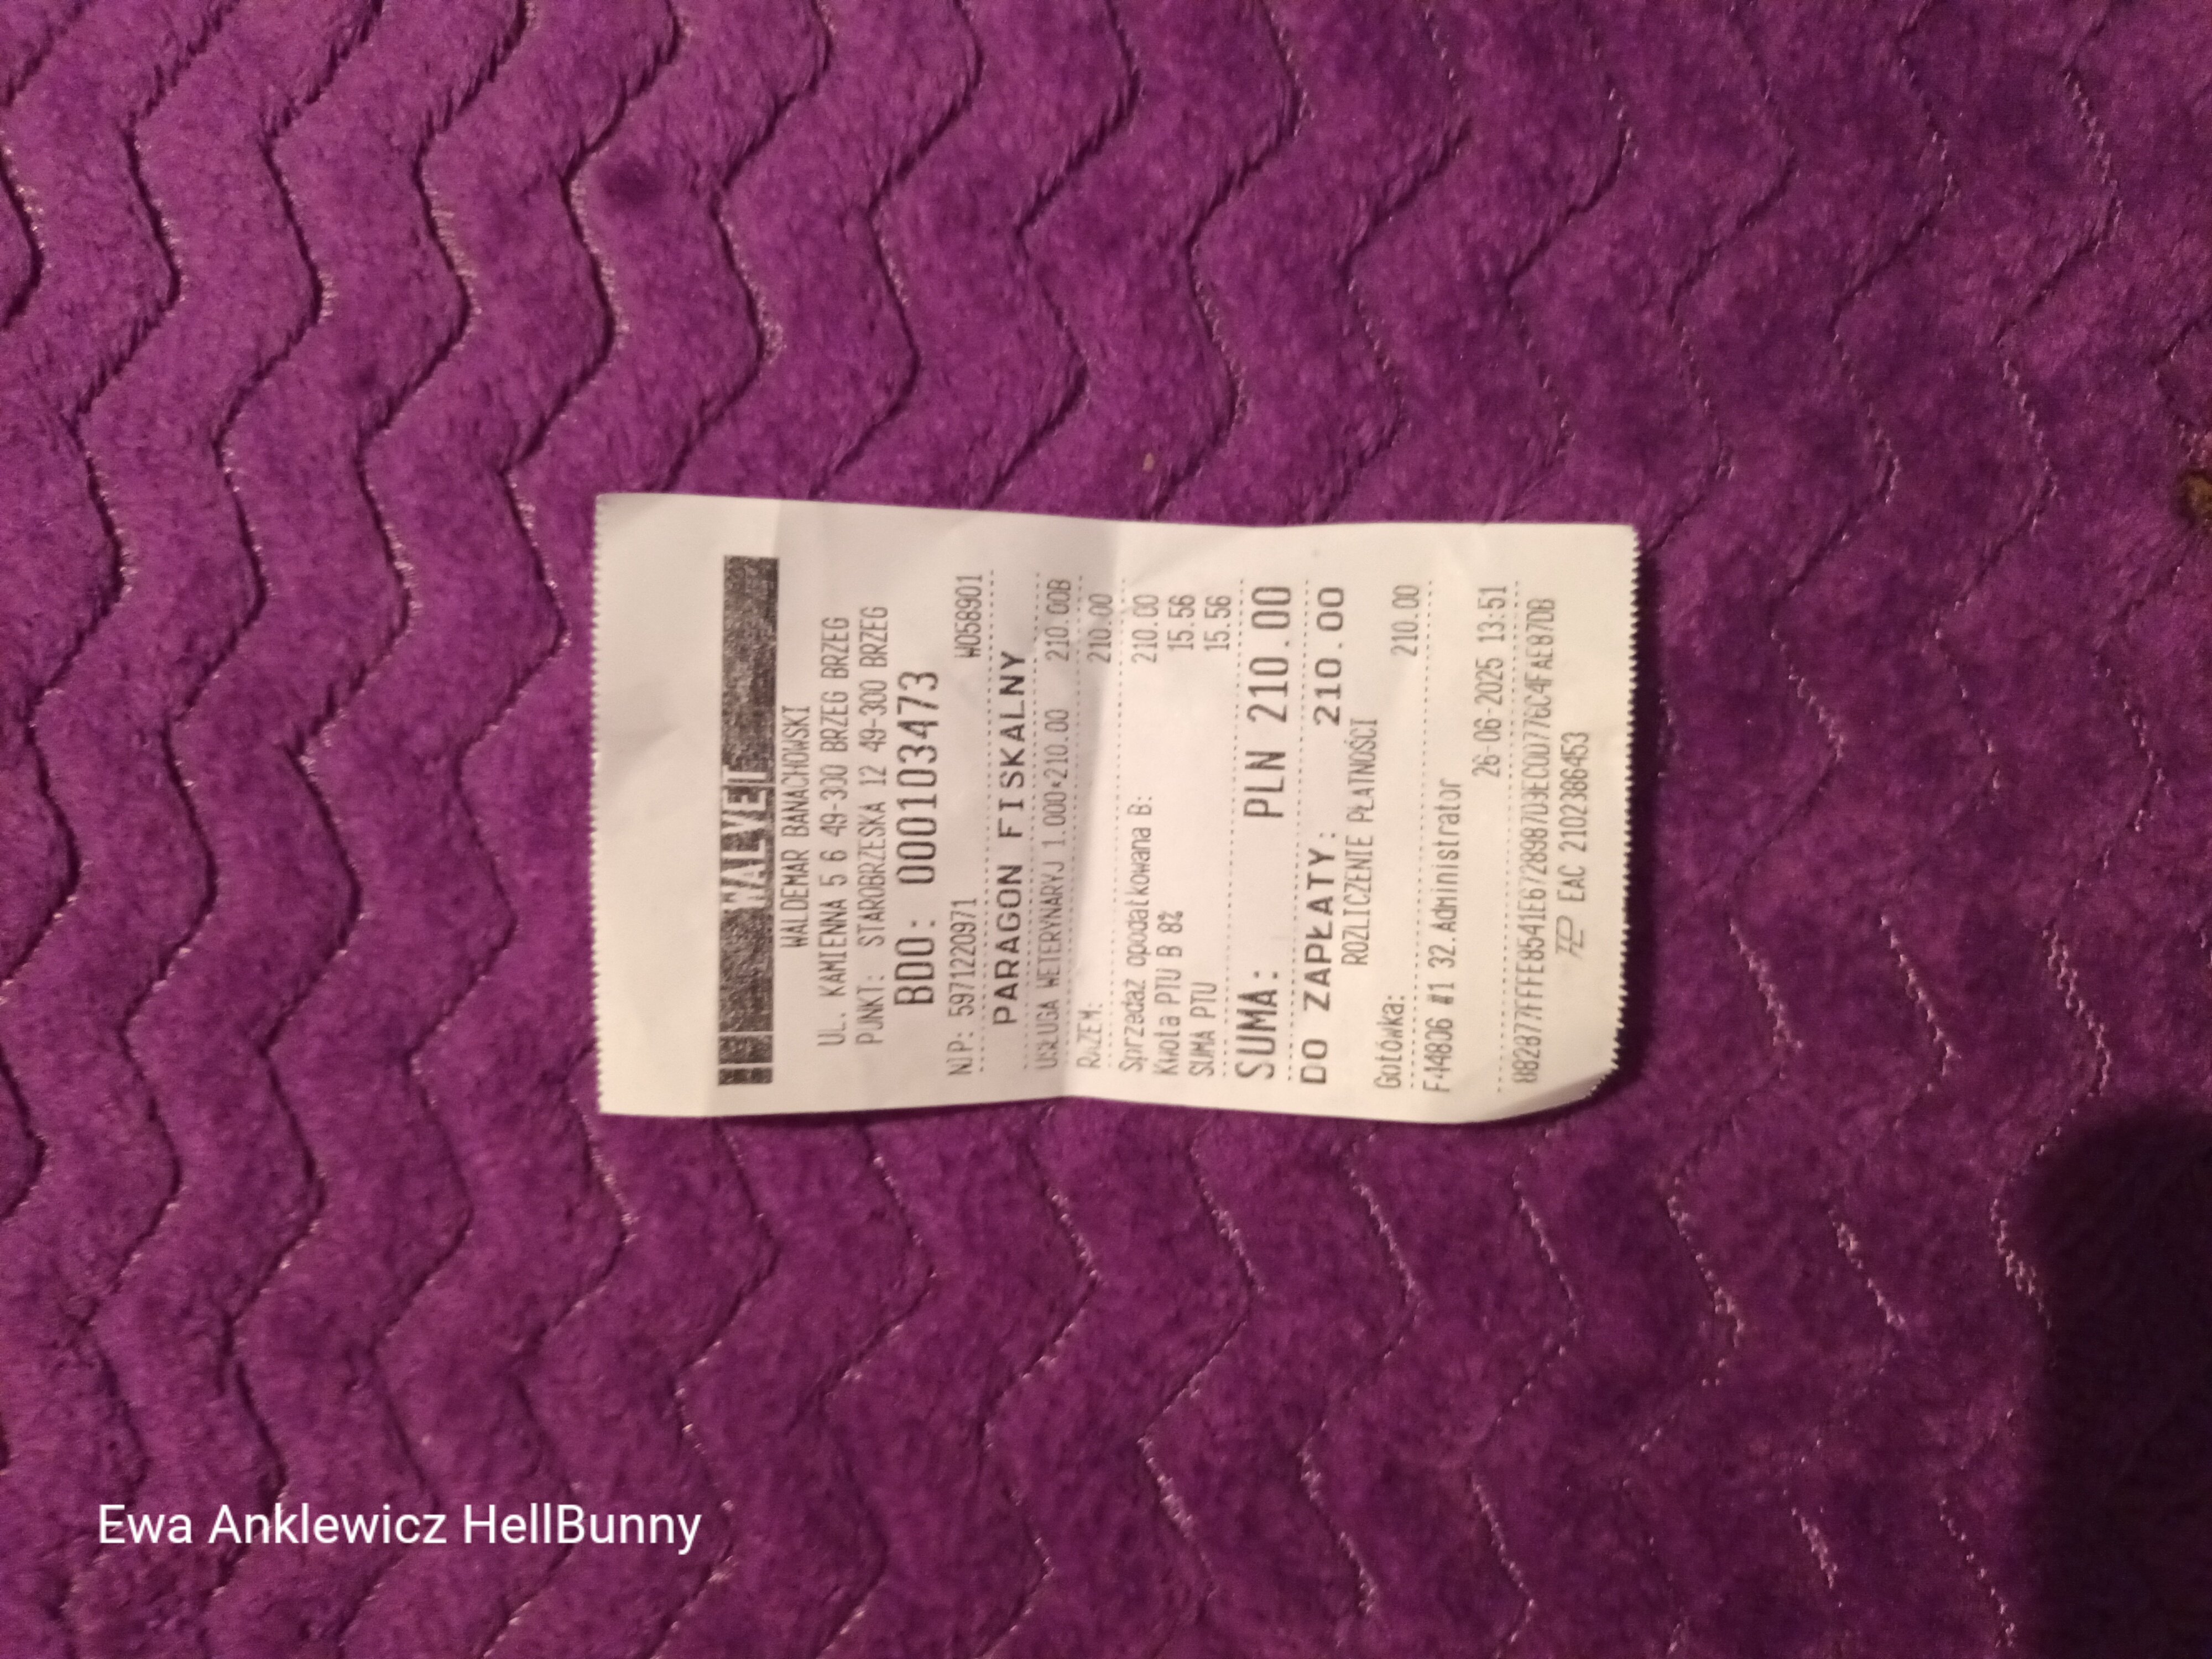 WALVET
WALDEMAR BANACHOWSKI
UL. KAMIENNA 5 6 49-300 BRZEG BRZEG
PUNKT: STAROBRZESKA 12 49-300 BRZEG
BDO: 000103473
NIP: 5971220971 W058901
PARAGON FISKALNY
USŁUGA WETERYNARYJ 1.000*210.00 210.00B
RAZEM: 210.00
Sprzedaż opodatkowana B: 210.00
Kwota PTU B 8% 15.56
SUMA PTU 15.56
SUMA: PLN 210.00
DO ZAPŁATY: 210.00
ROZLICZENIE PŁATNOŚCI
Gotówka: 210.00
F44806 #1 32.Administrator
26-06-2025 13:51
EAC 2102386453
Ewa Anklewicz HellBunny